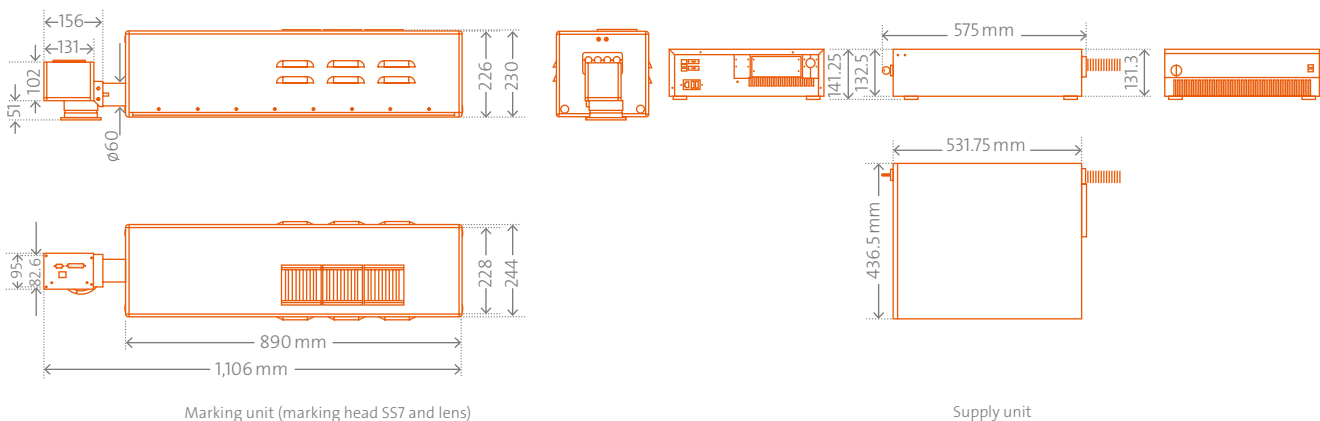 156
131
102
51
ø60
226
230
575 mm
141.25
132.5
131.3
531.75 mm
436.5 mm
95
82.6
228
244
890 mm
1,106 mm
Marking unit (marking head SS7 and lens)
Supply unit